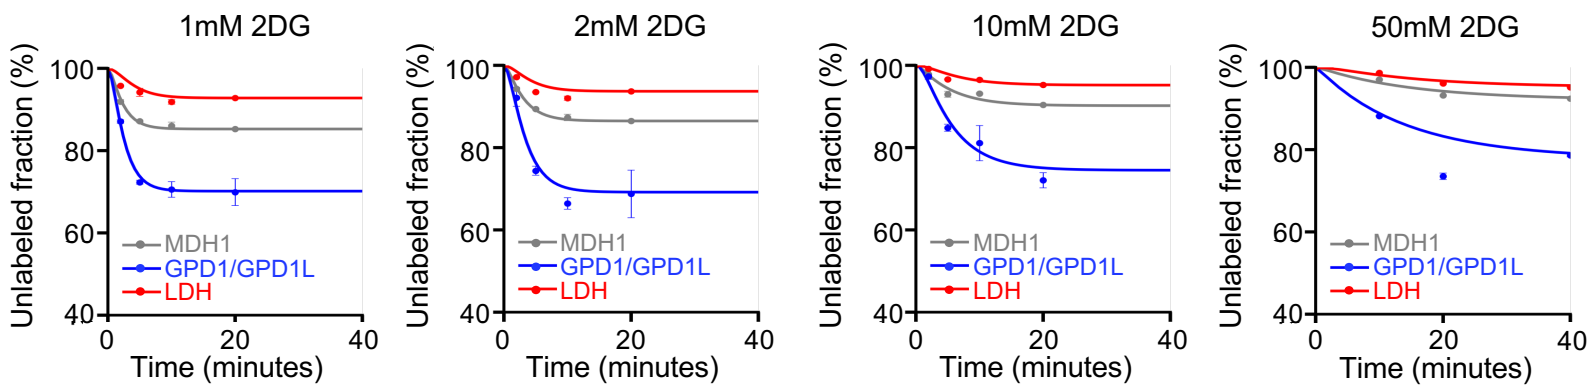 1mM 2DG
Unlabeled fraction (%)
100
80
60
40
MDH1
GPD1/GPD1L
LDH
0
20
40
Time (minutes)
2mM 2DG
Unlabeled fraction (%)
100
80
60
40
MDH1
GPD1/GPD1L
LDH
0
20
40
Time (minutes)
10mM 2DG
Unlabeled fraction (%)
100
80
60
40
MDH1
GPD1/GPD1L
LDH
0
20
40
Time (minutes)
50mM 2DG
Unlabeled fraction (%)
100
80
60
40
MDH1
GPD1/GPD1L
LDH
0
20
40
Time (minutes)